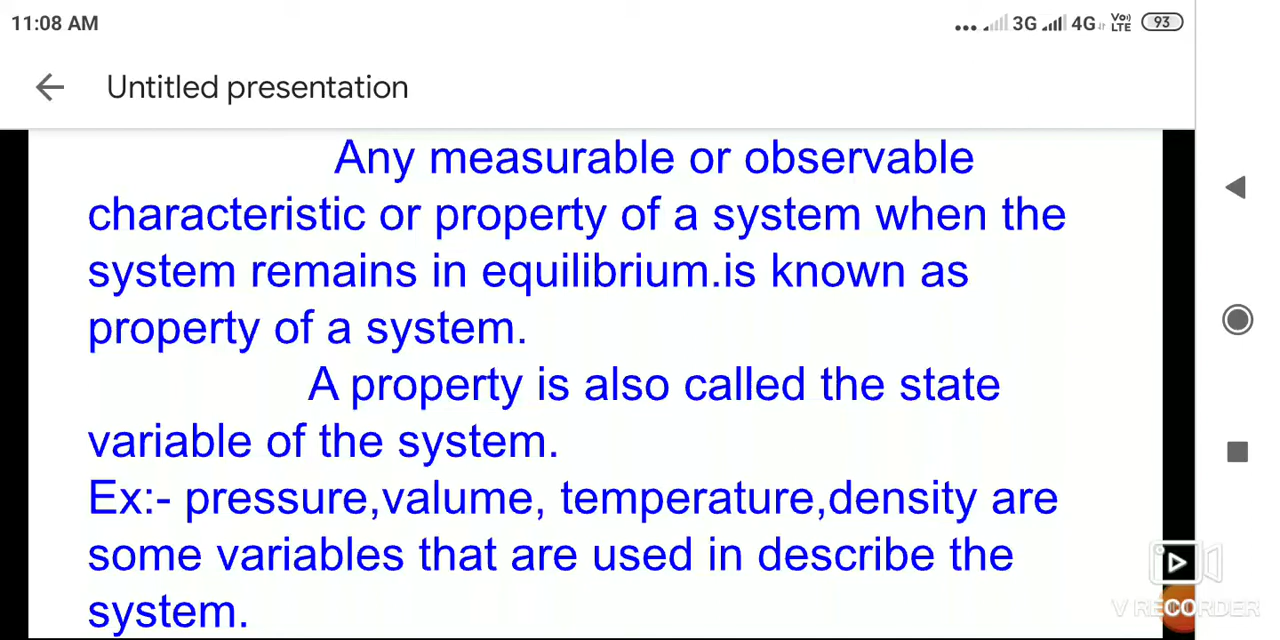 11:08 AM
3G 4G Vo) LTE 93
Untitled presentation
Any measurable or observable
characteristic or property of a system when the
system remains in equilibrium.is known as
property of a system.
A property is also called the state
variable of the system.
Ex:- pressure,valume, temperature,density are
some variables that are used in describe the
system.
V RECORDER